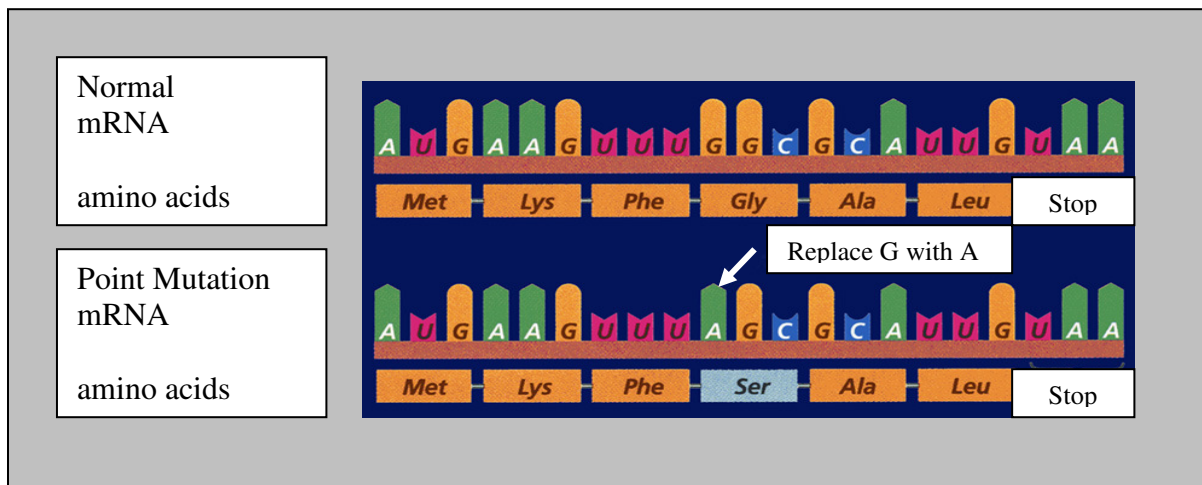 Normal
mRNA
amino acids
A U G A A G U U U G G C G C A U U G U A A
Met Lys Phe Gly Ala Leu Stop
Replace G with A
Point Mutation
mRNA
amino acids
A U G A A G U U U A G C G C A U U G U A A
Met Lys Phe Ser Ala Leu Stop